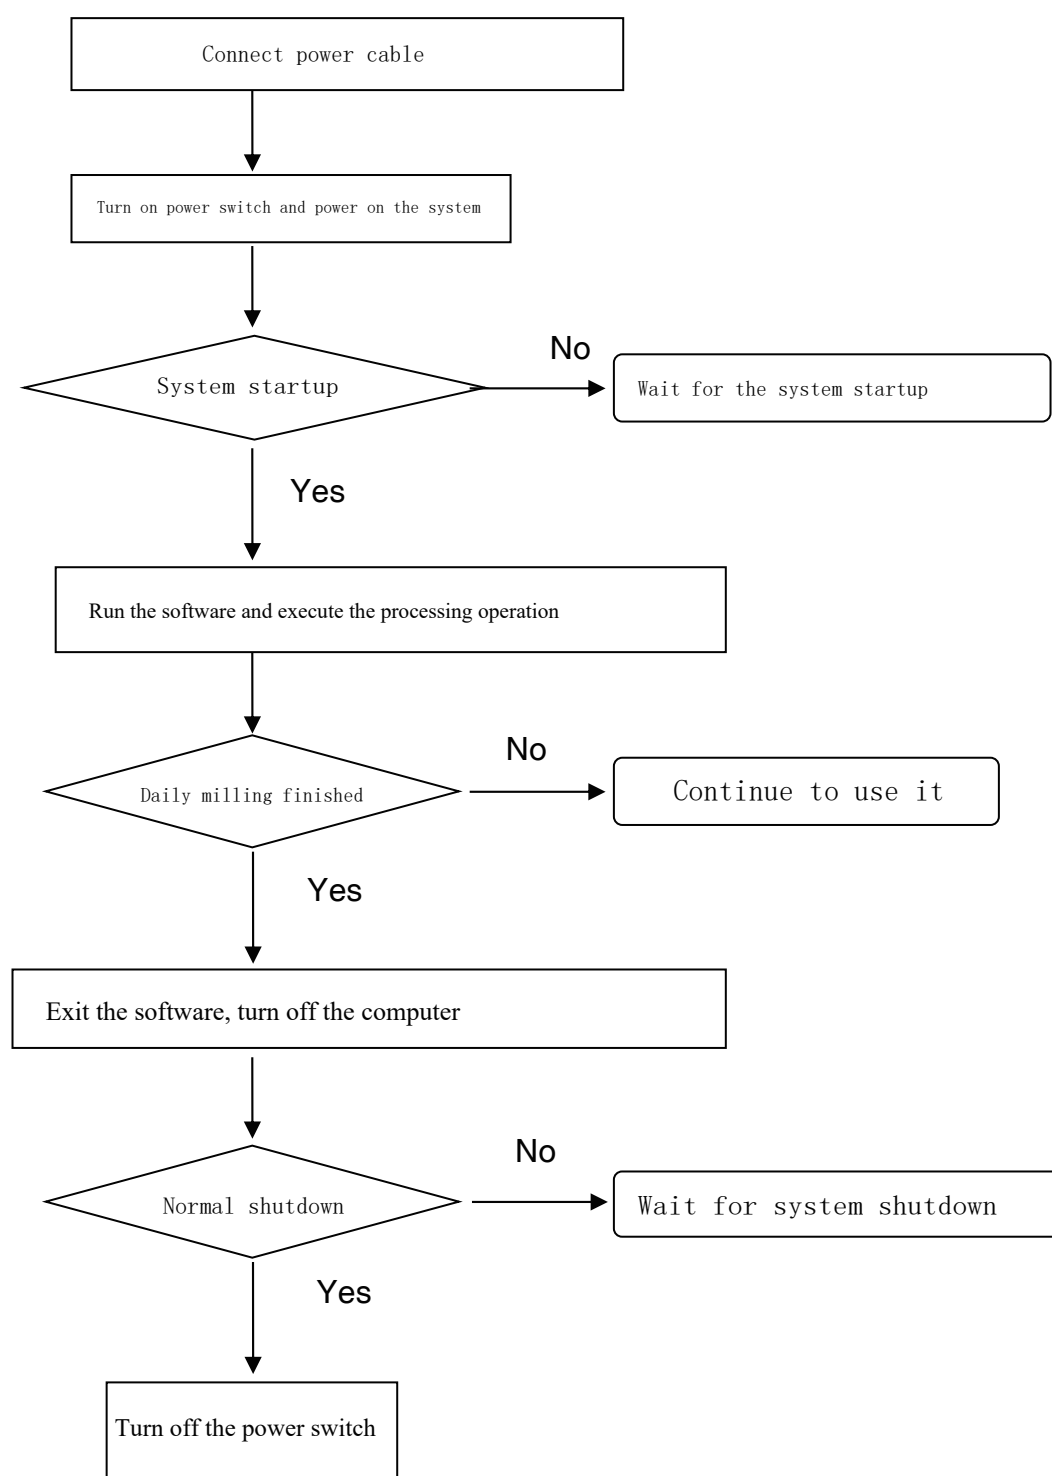 Connect power cable
Turn on power switch and power on the system
No
System startup
Wait for the system startup
Yes
Run the software and execute the processing operation
No
Daily milling finished
Continue to use it
Yes
Exit the software, turn off the computer
No
Normal shutdown
Wait for system shutdown
Yes
Turn off the power switch